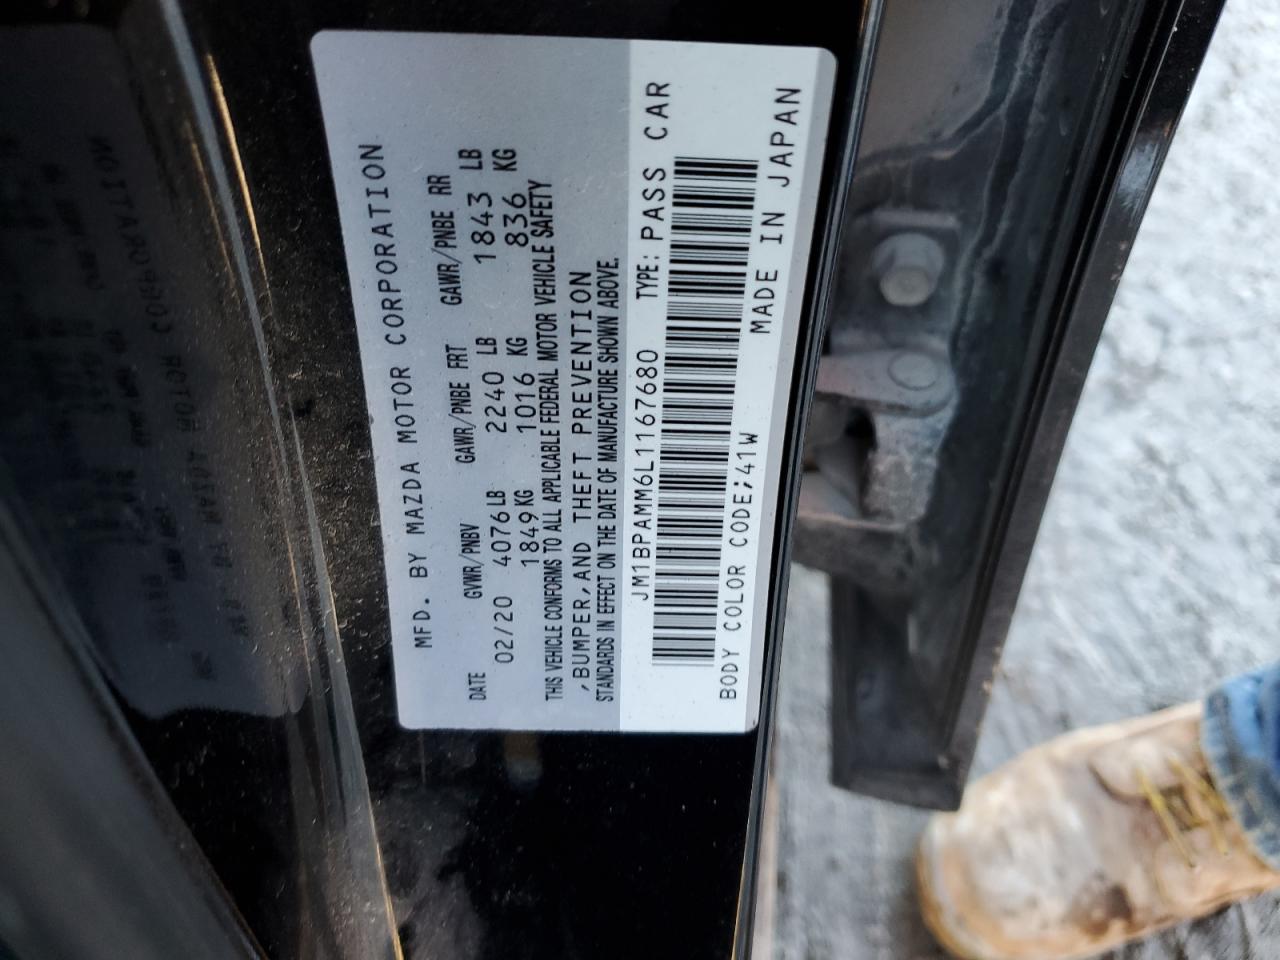 MFD. BY MAZDA MOTOR CORPORATION
DATE GVWR/PNBV GAWR/PNBE FRT GAWR/PNBE RR
02/20 4076LB 2240 LB 1843 LB
1849KG 1016 KG 836 KG
THIS VEHICLE CONFORMS TO ALL APPLICABLE FEDERAL MOTOR VEHICLE SAFETY
,BUMPER,AND THEFT PREVENTION
STANDARDS IN EFFECT ON THE DATE OF MANUFACTURE SHOWN ABOVE.
JM1BPAMM6L1167680 TYPE: PASS CAR
BODY COLOR CODE;41W MADE IN JAPAN